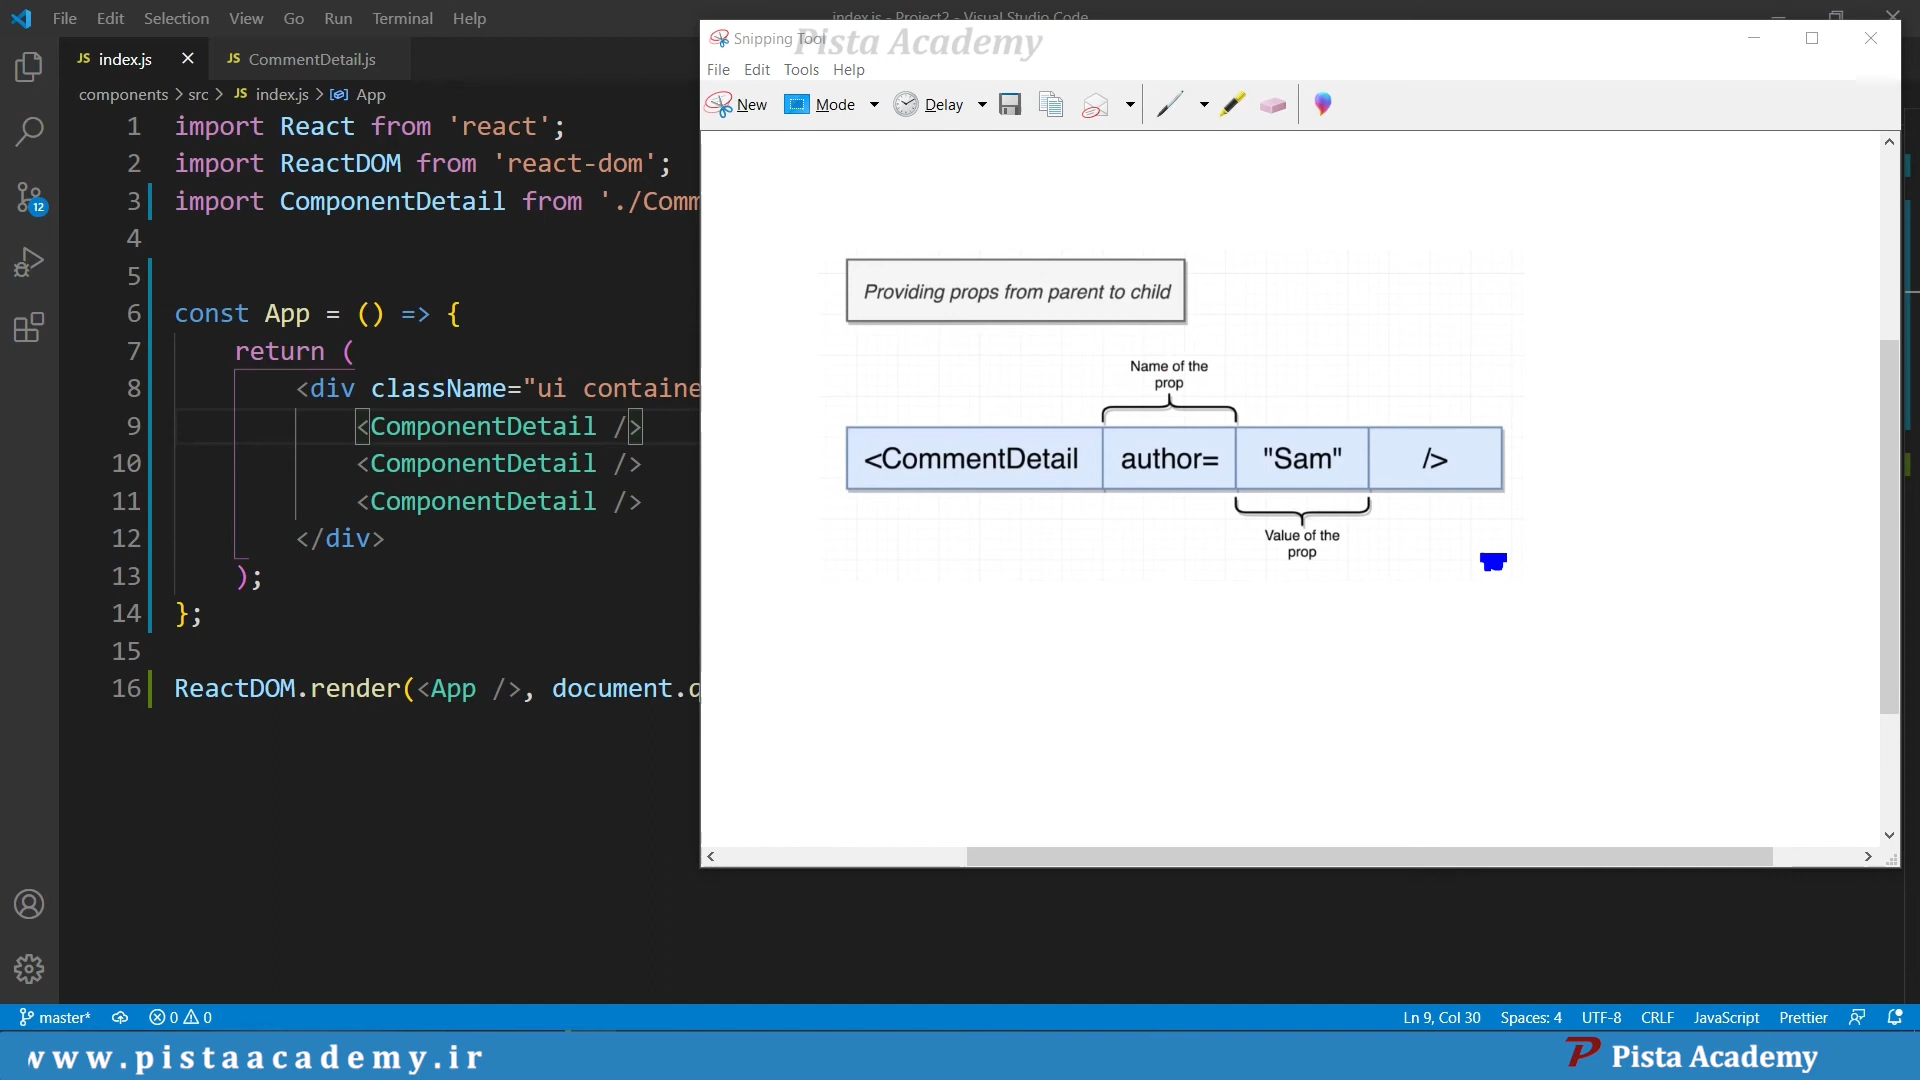 File Edit Selection View Go Run Terminal Help
index.js - Project2 - Visual Studio Code
JS index.js
JS CommentDetail.js
components > src > JS index.js > App
1 import React from 'react';
2 import ReactDOM from 'react-dom';
3 import ComponentDetail from './Comm
4
5
6 const App = () => {
7 return (
8 <div className="ui containe
9 <ComponentDetail />
10 <ComponentDetail />
11 <ComponentDetail />
12 </div>
13 );
14 };
15
16 ReactDOM.render(<App />, document.q
12
Snipping Tool
Pista Academy
File Edit Tools Help
New Mode Delay
Providing props from parent to child
Name of the
prop
<CommentDetail author= "Sam" />
Value of the
prop
master* 0 0
Ln 9, Col 30 Spaces: 4 UTF-8 CRLF JavaScript Prettier
www.pistaacademy.ir
Pista Academy